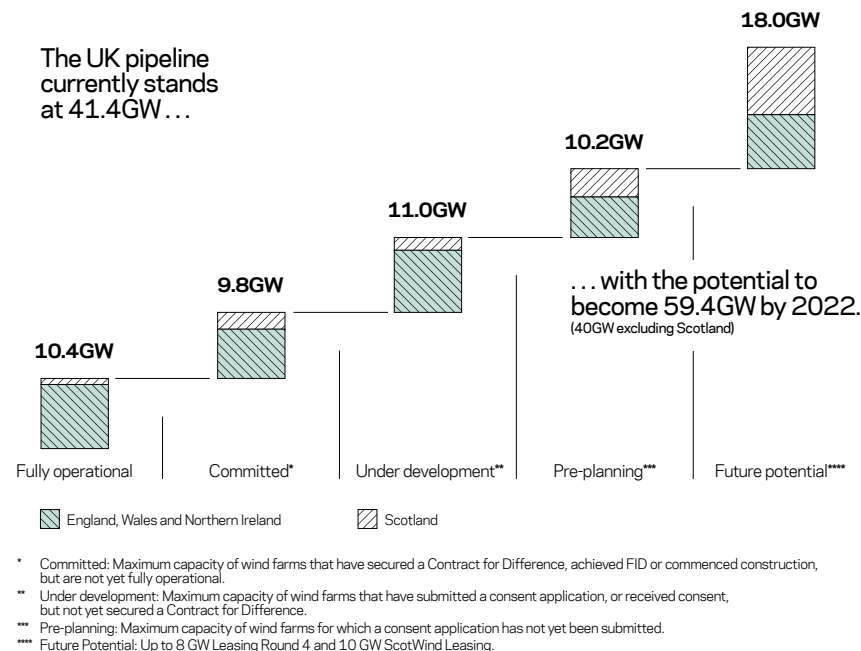 18.0GW
The UK pipeline
currently stands
at 41.4GW . . .
10.2GW
11.0GW
9.8GW
. . . with the potential to
become 59.4GW by 2022.
(40GW excluding Scotland)
10.4GW
Fully operational
Committed*
Under development**
Pre-planning***
Future potential****
England, Wales and Northern Ireland
Scotland
* Committed: Maximum capacity of wind farms that have secured a Contract for Difference, achieved FID or commenced construction,
but are not yet fully operational.
** Under development: Maximum capacity of wind farms that have submitted a consent application, or received consent,
but not yet secured a Contract for Difference.
*** Pre-planning: Maximum capacity of wind farms for which a consent application has not yet been submitted.
**** Future Potential: Up to 8 GW Leasing Round 4 and 10 GW ScotWind Leasing.